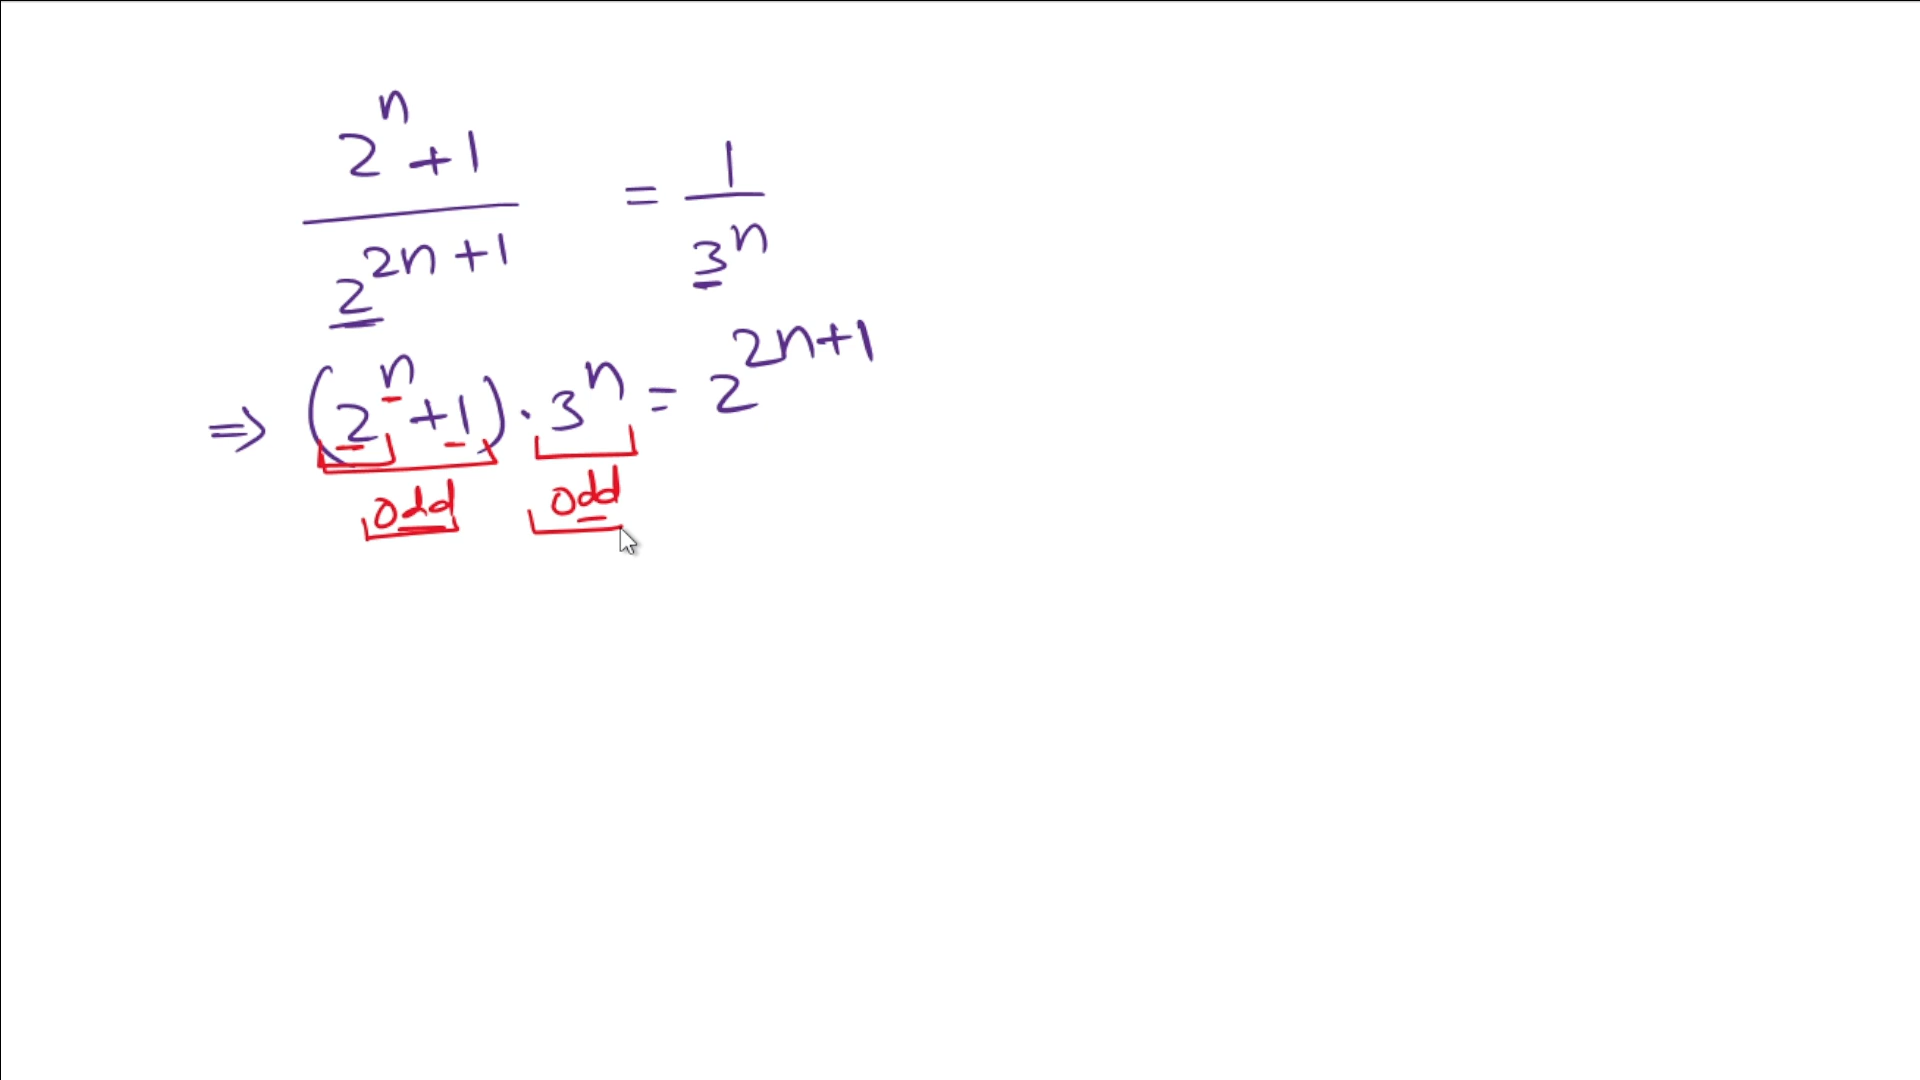 2^n + 1 / 2^{2n+1} = 1 / 3^n
⇒ (2^n + 1) · 3^n = 2^{2n+1}
odd odd